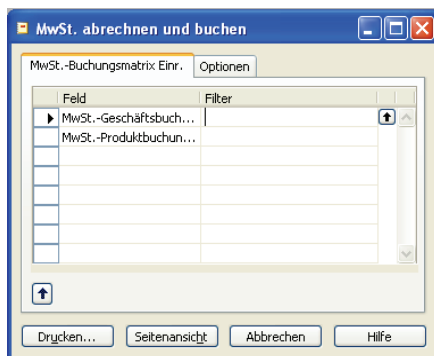 MwSt. abrechnen und buchen
MwSt.-Buchungsmatrix Einr. Optionen
Feld Filter
MwSt.-Geschäftsbuch...
MwSt.-Produktbuchun...
Drucken... Seitenansicht Abbrechen Hilfe